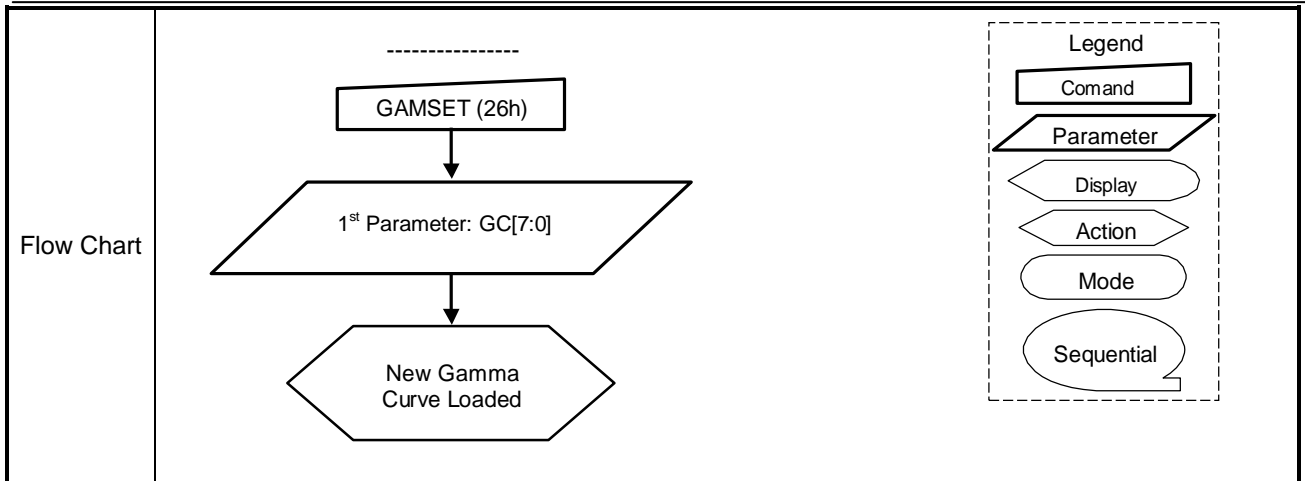 Flow Chart
----------------
GAMSET (26h)
1st Parameter: GC[7:0]
New Gamma
Curve Loaded
Legend
Comand
Parameter
Display
Action
Mode
Sequential